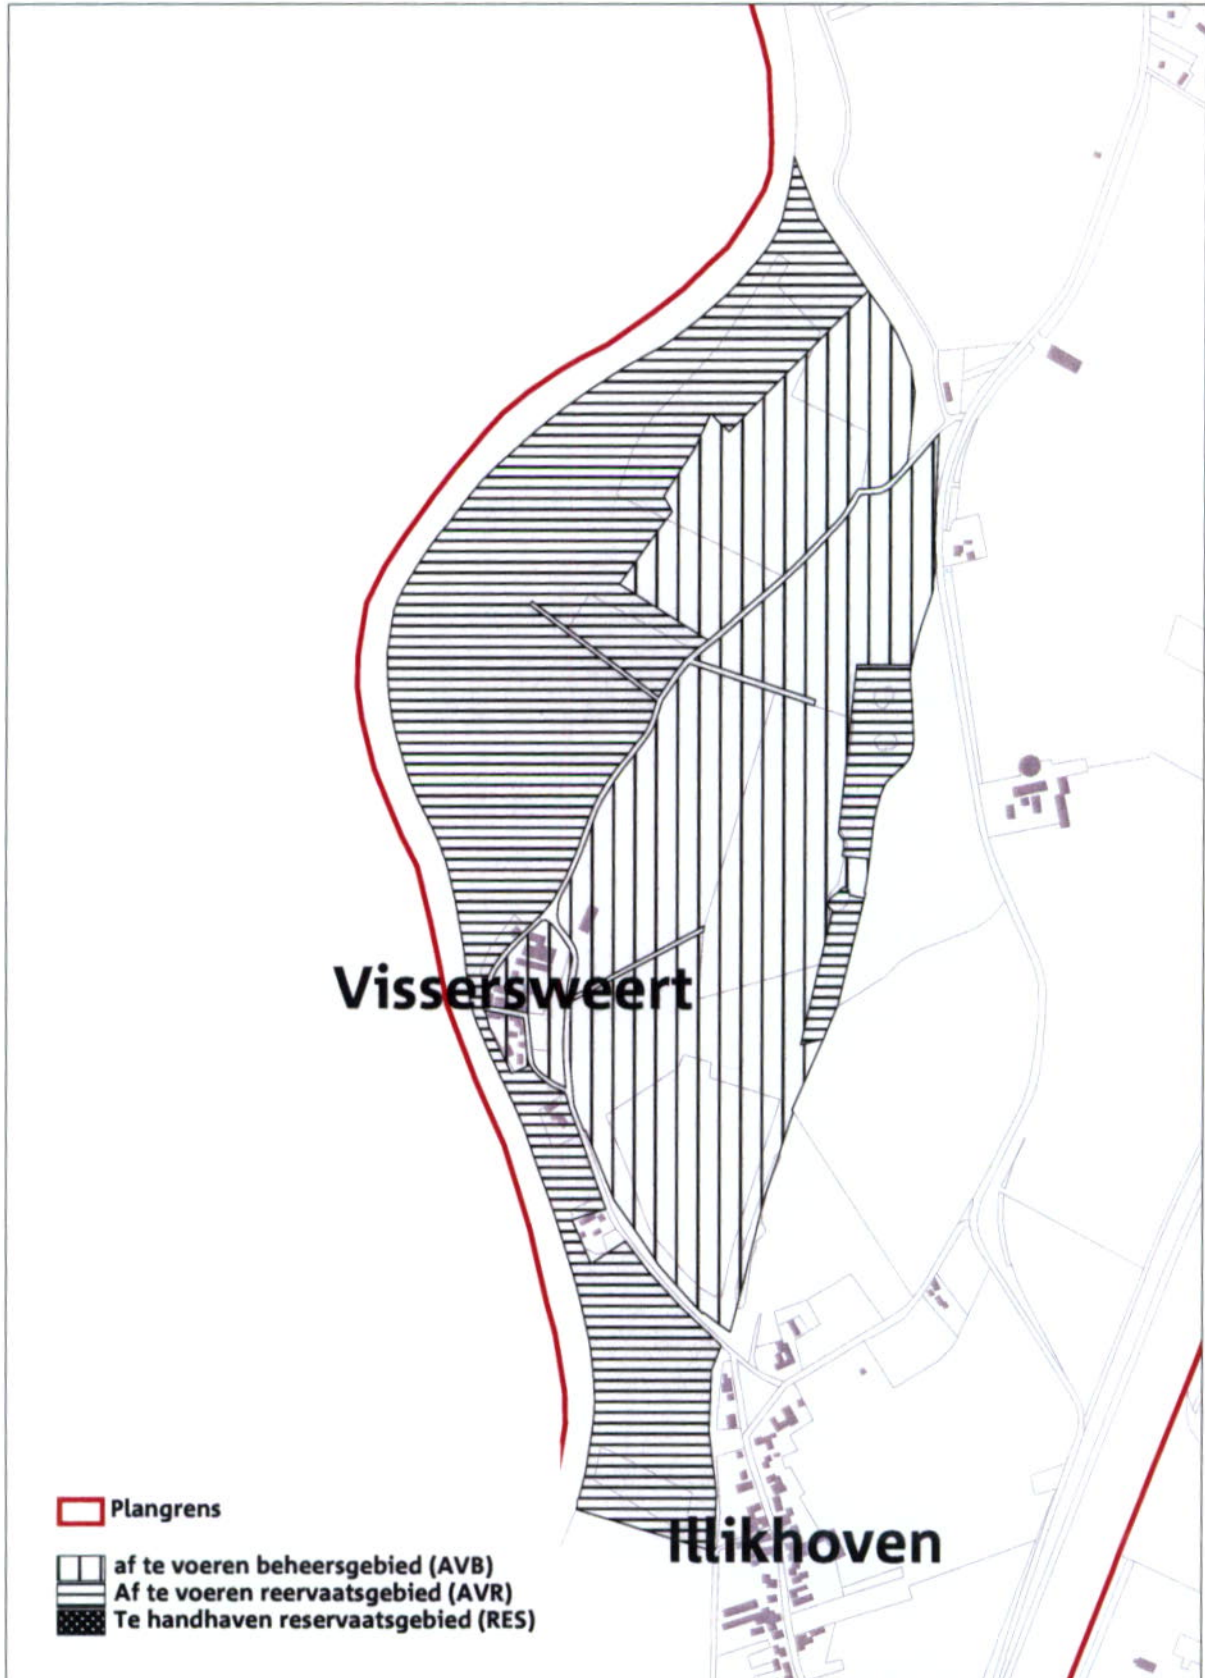 Vissersweert
Illikhoven
Plangrens
af te voeren beheersgebied (AVB)
Af te voeren reervaatsgebied (AVR)
Te handhaven reservaatsgebied (RES)